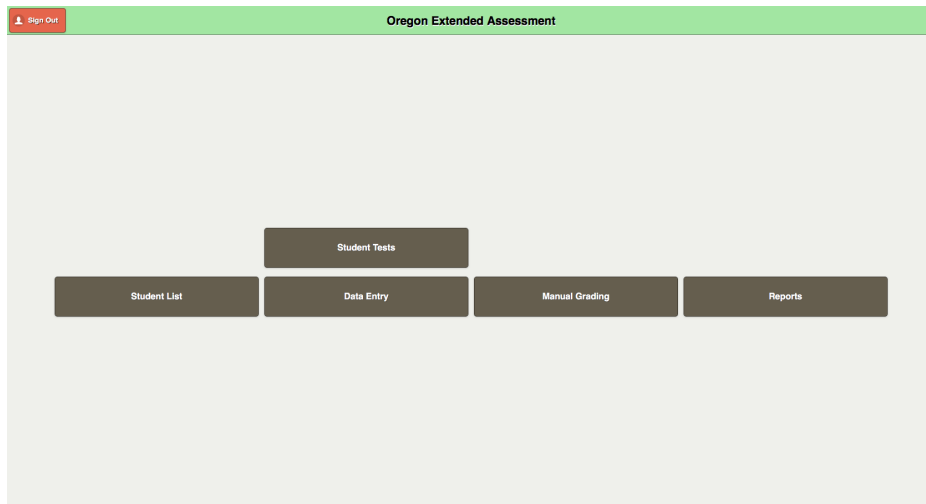 Sign Out
Oregon Extended Assessment
Student Tests
Student List
Data Entry
Manual Grading
Reports